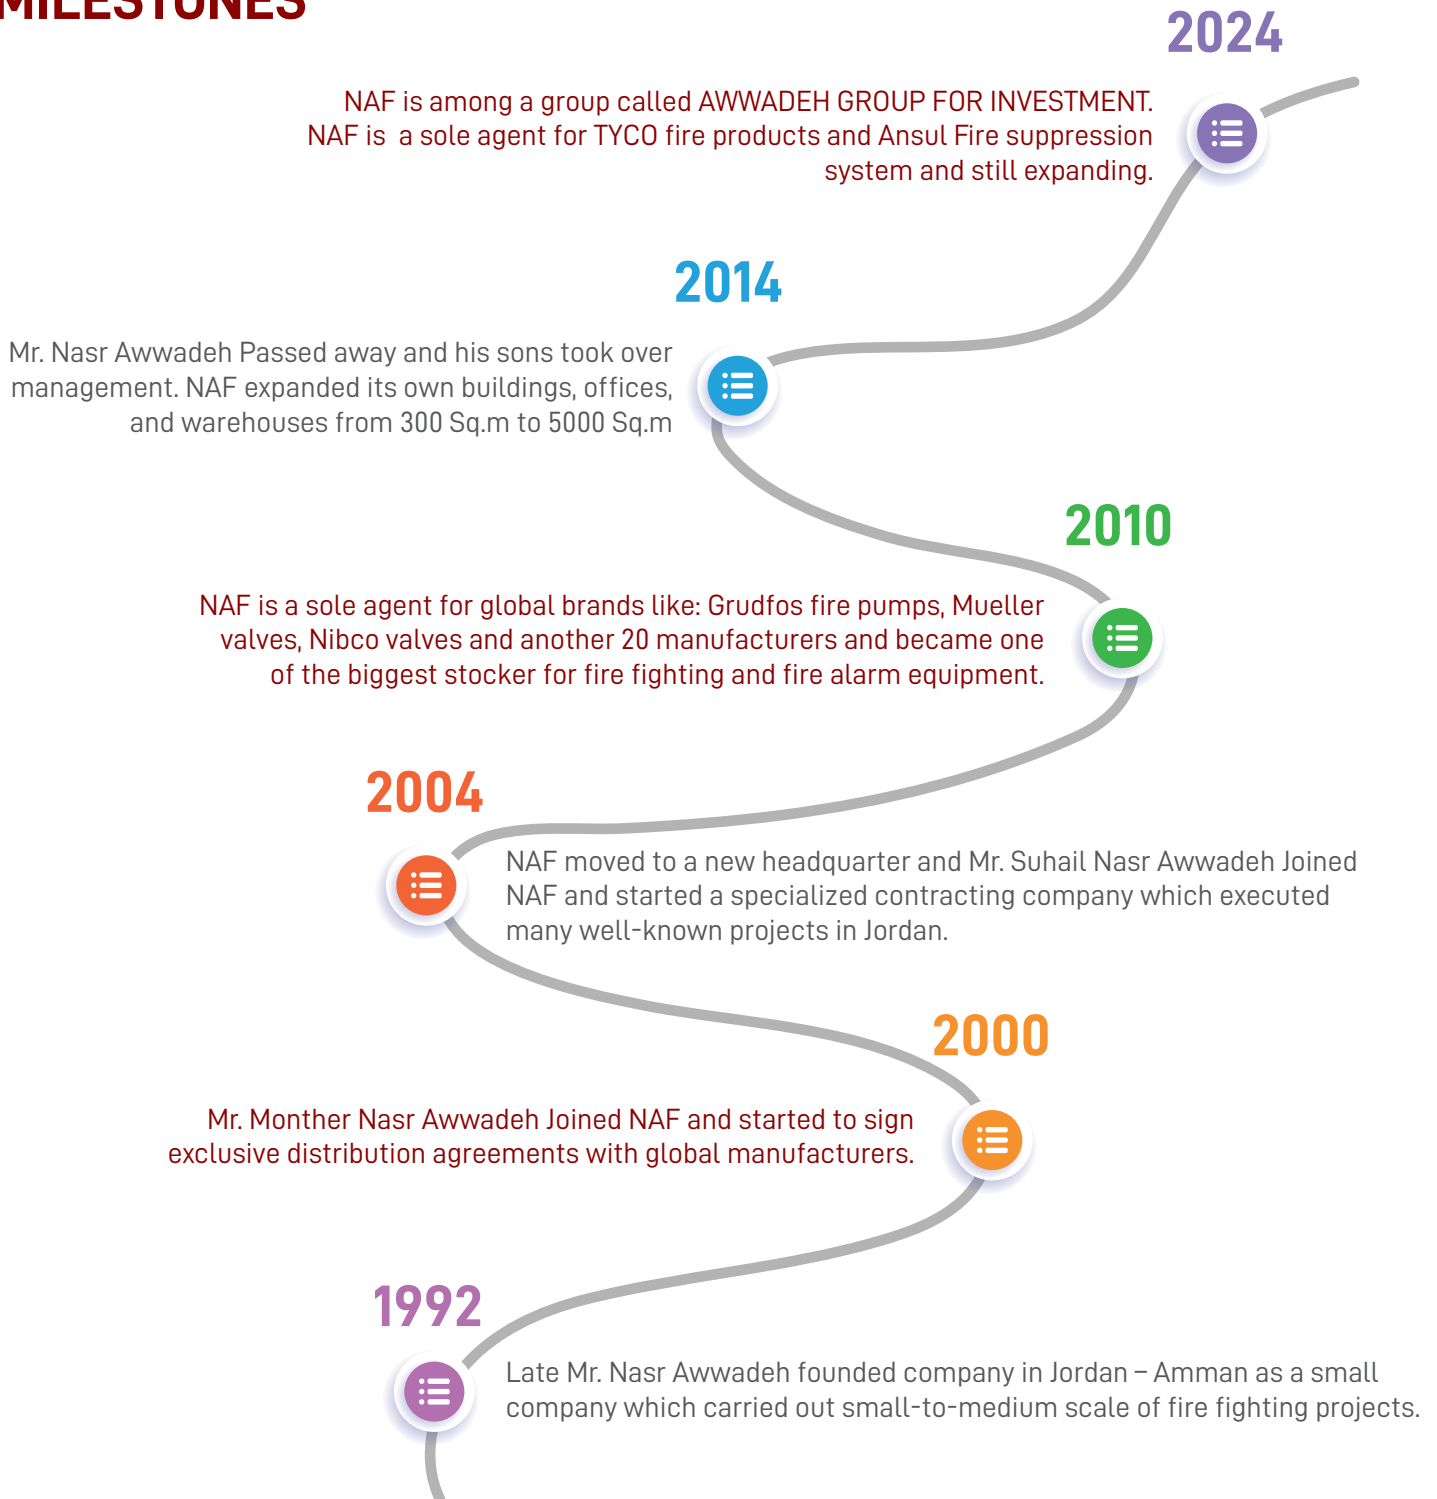 MILESTONES
2024
NAF is among a group called AWWADEH GROUP FOR INVESTMENT.
NAF is  a sole agent for TYCO fire products and Ansul Fire suppression
system and still expanding.
2014
Mr. Nasr Awwadeh Passed away and his sons took over
management. NAF expanded its own buildings, offices,
and warehouses from 300 Sq.m to 5000 Sq.m
2010
NAF is a sole agent for global brands like: Grudfos fire pumps, Mueller
valves, Nibco valves and another 20 manufacturers and became one
of the biggest stocker for fire fighting and fire alarm equipment.
2004
NAF moved to a new headquarter and Mr. Suhail Nasr Awwadeh Joined
NAF and started a specialized contracting company which executed
many well-known projects in Jordan.
2000
Mr. Monther Nasr Awwadeh Joined NAF and started to sign
exclusive distribution agreements with global manufacturers.
1992
Late Mr. Nasr Awwadeh founded company in Jordan – Amman as a small
company which carried out small-to-medium scale of fire fighting projects.